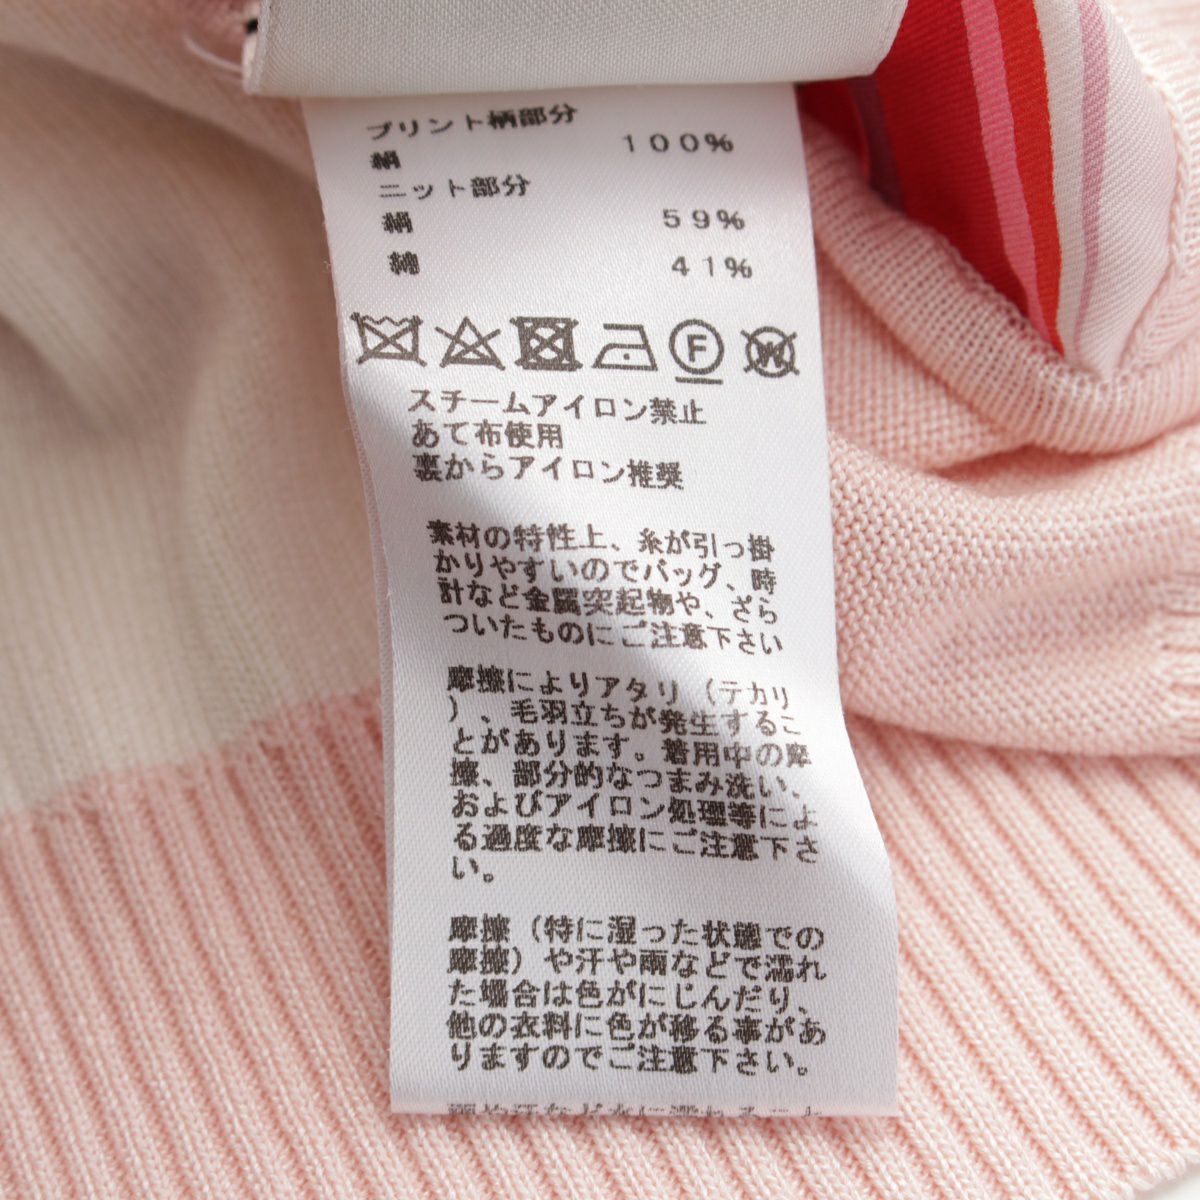 プリント柄部分
絹 100%
ニット部分
絹 59%
綿 41%
F
W
スチームアイロン禁止
あて布使用
裏からアイロン推奨
素材の特性上、糸が引っ掛
かりやすいのでバッグ、時
計など金属突起物や、ざら
ついたものにご注意下さい
摩擦によりアタリ（テカリ
）、毛羽立ちが発生するこ
とがあります。着用中の摩
擦、部分的なつまみ洗い、
およびアイロン処理等によ
る過度な摩擦にご注意下さ
い。
摩擦（特に湿った状態での
摩擦）や汗や雨などで濡れ
た場合は色がにじんだり、
他の衣料に色が移る事があ
りますのでご注意下さい。